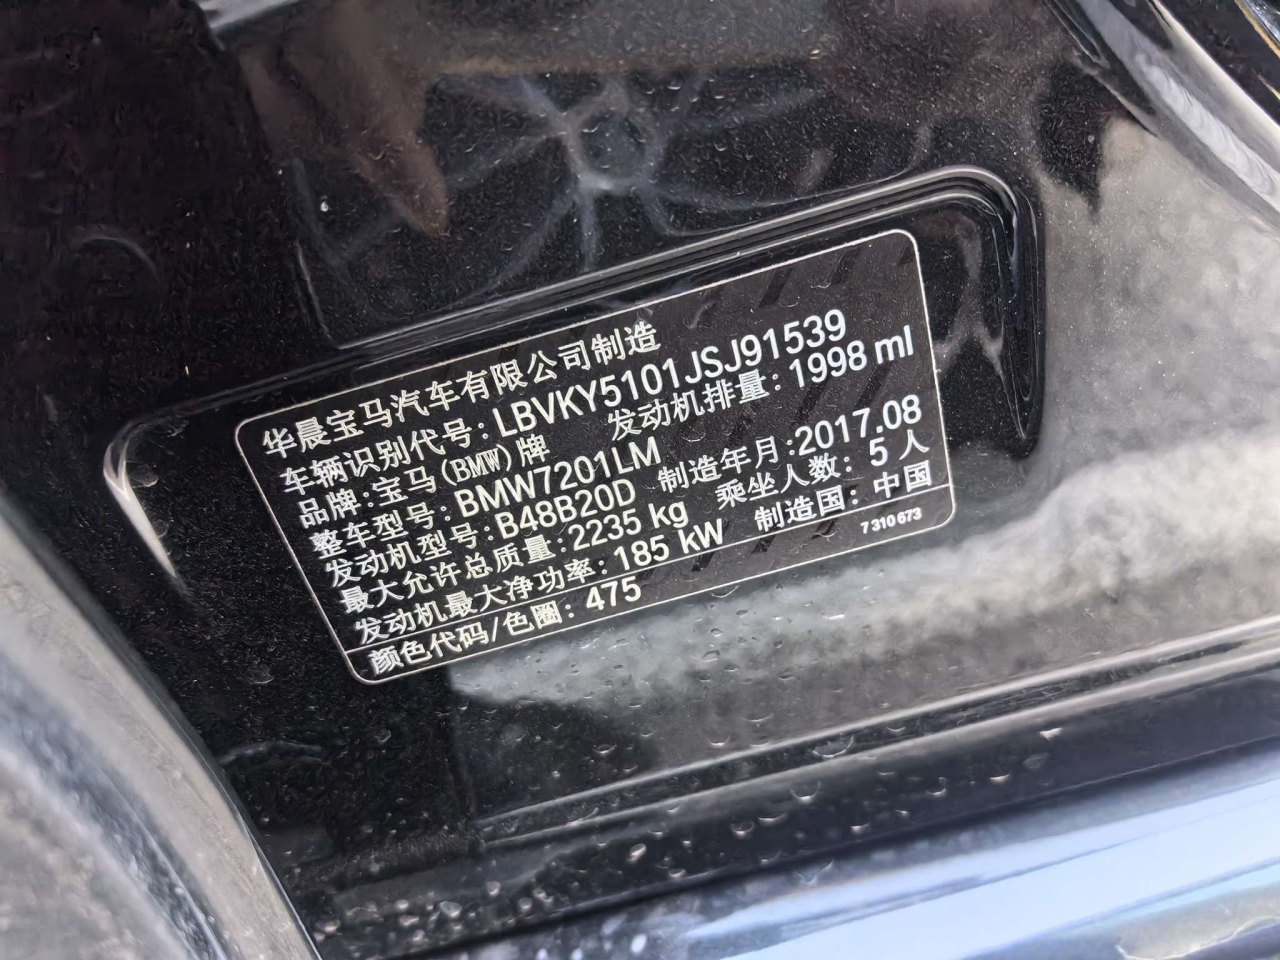 华晨宝马汽车有限公司制造
车辆识别代号:LBVKY5101JSJ91539
品牌:宝马(BMW)牌 发动机排量:1998 ml
整车型号:BMW7201LM
发动机型号:B48B20D 制造年月:2017.08
最大允许总质量:2235 kg 乘坐人数:5 人
发动机最大净功率:185 kW 制造国:中国
颜色代码/色圈:475 7310673